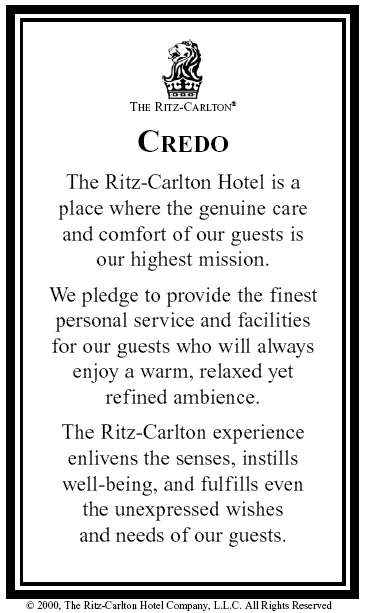 THE RITZ-CARLTON®
CREDO
The Ritz-Carlton Hotel is a
place where the genuine care
and comfort of our guests is
our highest mission.
We pledge to provide the finest
personal service and facilities
for our guests who will always
enjoy a warm, relaxed yet
refined ambience.
The Ritz-Carlton experience
enlivens the senses, instills
well-being, and fulfills even
the unexpressed wishes
and needs of our guests.
© 2000, The Ritz-Carlton Hotel Company, L.L.C. All Rights Reserved